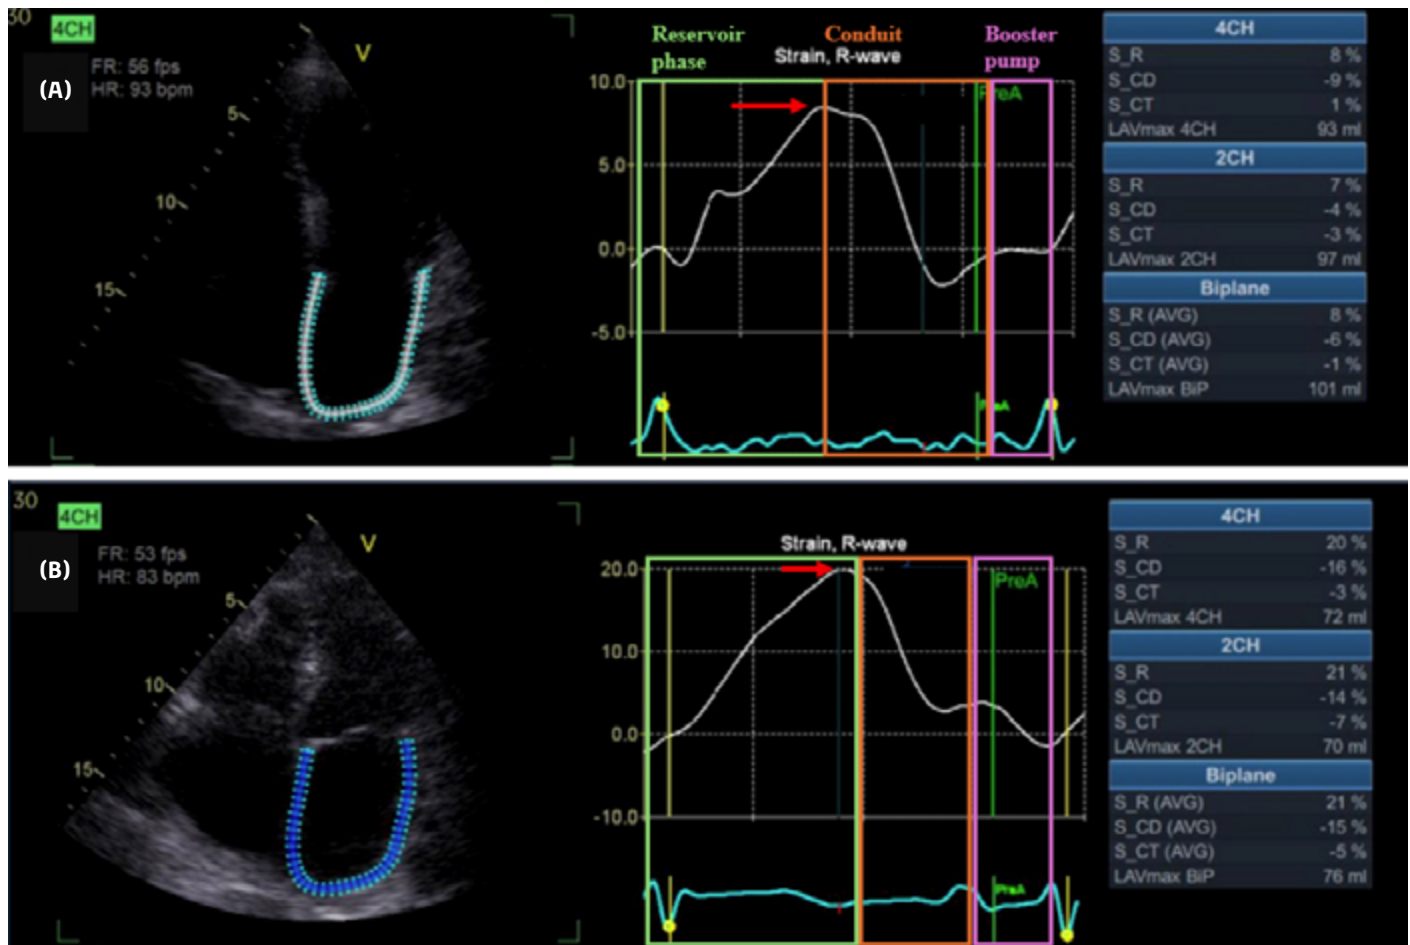 30
4CH
V
FR: 56 fps
HR: 93 bpm
(A)
5
10
15
Reservoir phase
Conduit
Booster pump
Strain, R-wave
10.0
5.0
0.0
-5.0
PreA
PreA
4CH
S_R 8 %
S_CD -9 %
S_CT 1 %
LAVmax 4CH 93 ml
2CH
S_R 7 %
S_CD -4 %
S_CT -3 %
LAVmax 2CH 97 ml
Biplane
S_R (AVG) 8 %
S_CD (AVG) -6 %
S_CT (AVG) -1 %
LAVmax BiP 101 ml
30
4CH
V
FR: 53 fps
HR: 83 bpm
(B)
5
10
15
Strain, R-wave
20.0
10.0
0.0
-10.0
PreA
PreA
4CH
S_R 20 %
S_CD -16 %
S_CT -3 %
LAVmax 4CH 72 ml
2CH
S_R 21 %
S_CD -14 %
S_CT -7 %
LAVmax 2CH 70 ml
Biplane
S_R (AVG) 21 %
S_CD (AVG) -15 %
S_CT (AVG) -5 %
LAVmax BiP 76 ml